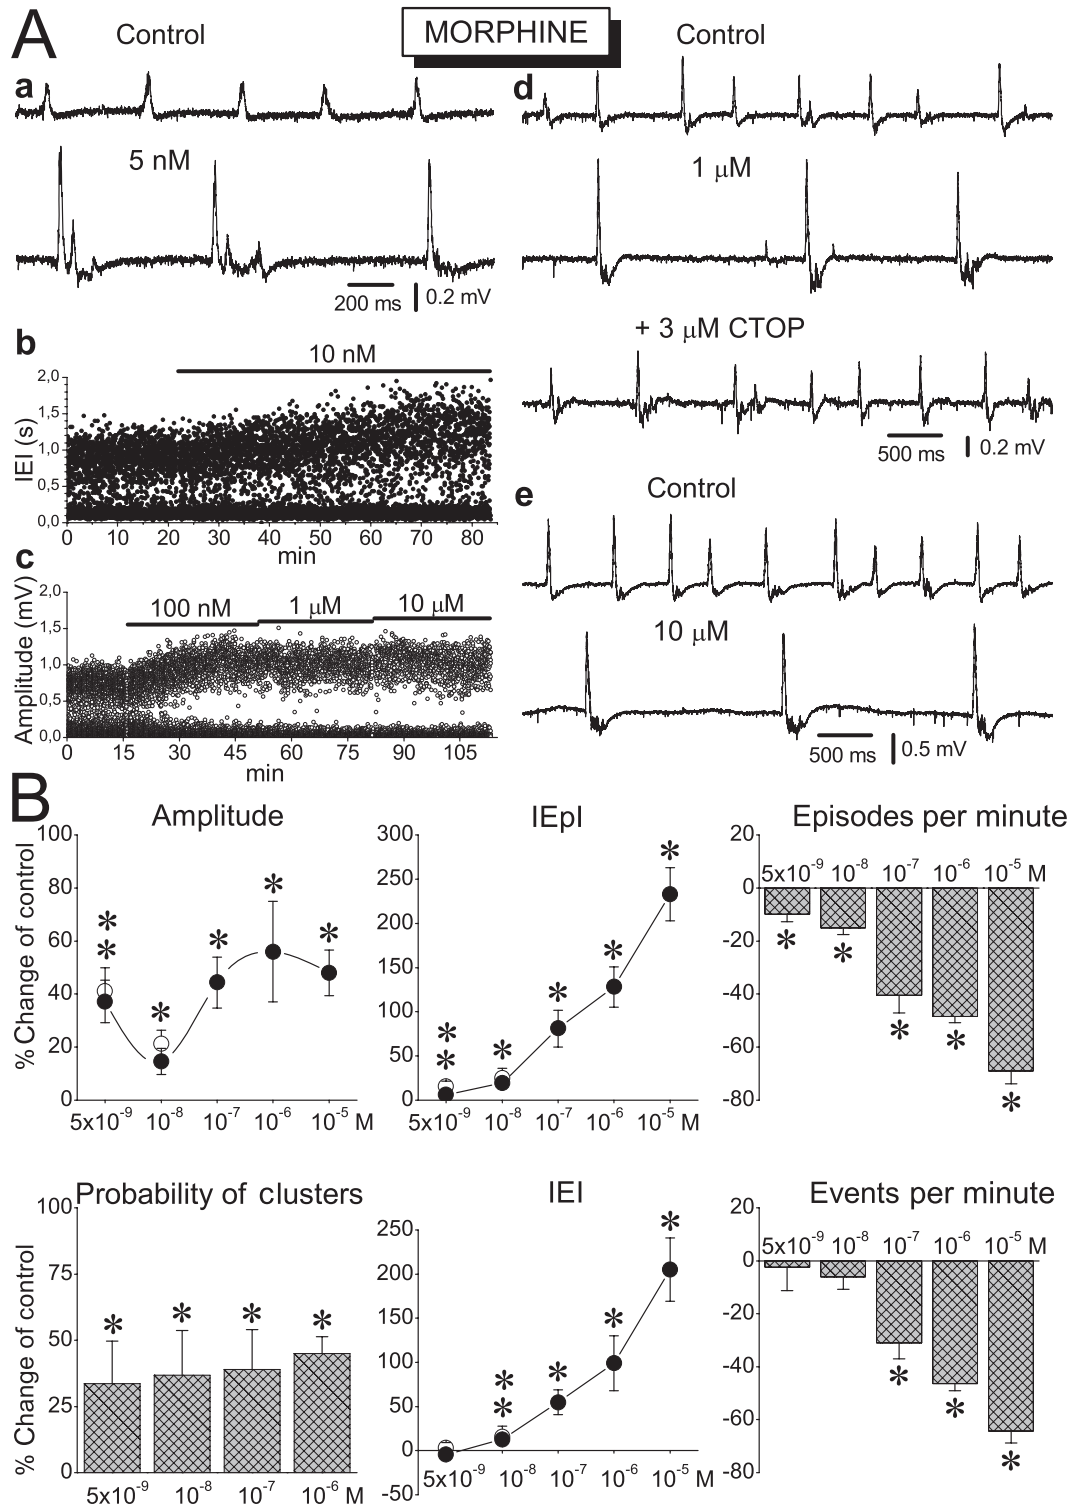 A
MORPHINE
Control
Control
a
d
5 nM
1 μM
200 ms
0.2 mV
+ 3 μM CTOP
500 ms
0.2 mV
b
10 nM
IEI (s)
2,0
1,5
1,0
0,5
0,0
0 10 20 30 40 50 60 70 80
min
c
100 nM
1 μM
10 μM
Amplitude (mV)
2,0
1,5
1,0
0,5
0,0
0 15 30 45 60 75 90 105
min
e
Control
10 μM
500 ms
0.5 mV
B
Amplitude
% Change of control
100
80
60
40
20
0
* * * * * *
5x10-9 10-8 10-7 10-6 10-5 M
IEpI
300
250
200
150
100
50
0
* * * * * *
5x10-9 10-8 10-7 10-6 10-5 M
Episodes per minute
20
0
-20
-40
-60
-80
5x10-9 10-8 10-7 10-6 10-5 M
* * * * *
Probability of clusters
% Change of control
100
75
50
25
0
* * * *
5x10-9 10-8 10-7 10-6 M
IEI
250
200
150
100
50
0
-50
* * * * *
5x10-9 10-8 10-7 10-6 10-5 M
Events per minute
20
0
-20
-40
-60
-80
5x10-9 10-8 10-7 10-6 10-5 M
* * *